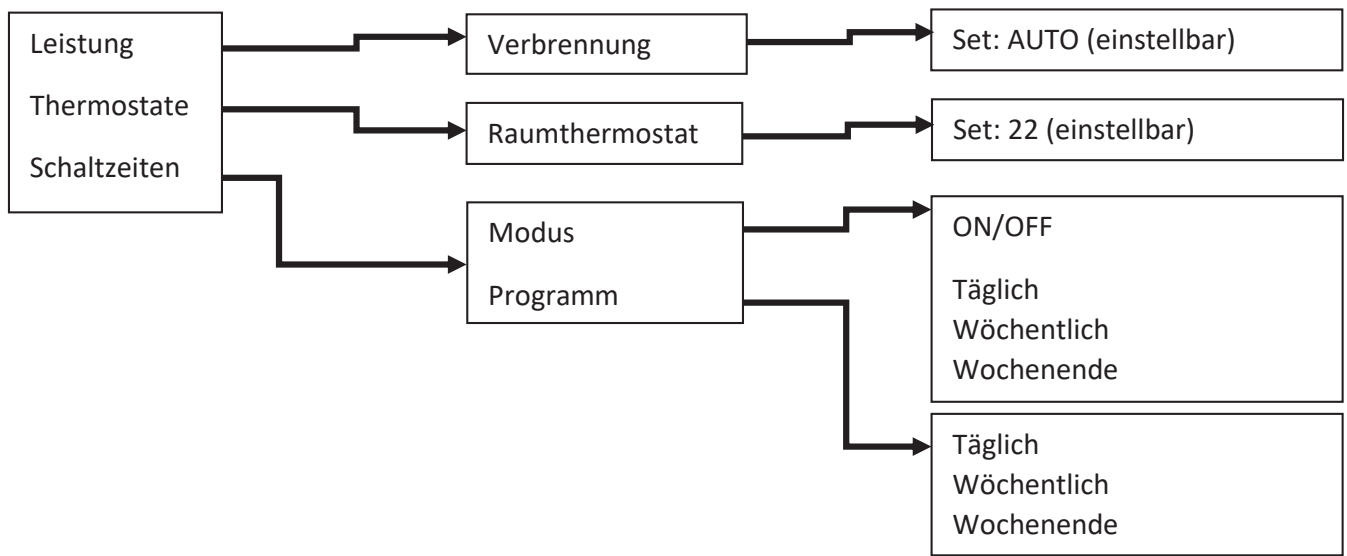 Leistung
Thermostate
Schaltzeiten
Verbrennung
Raumthermostat
Modus
Programm
Set: AUTO (einstellbar)
Set: 22 (einstellbar)
ON/OFF
Täglich
Wöchentlich
Wochenende
Täglich
Wöchentlich
Wochenende